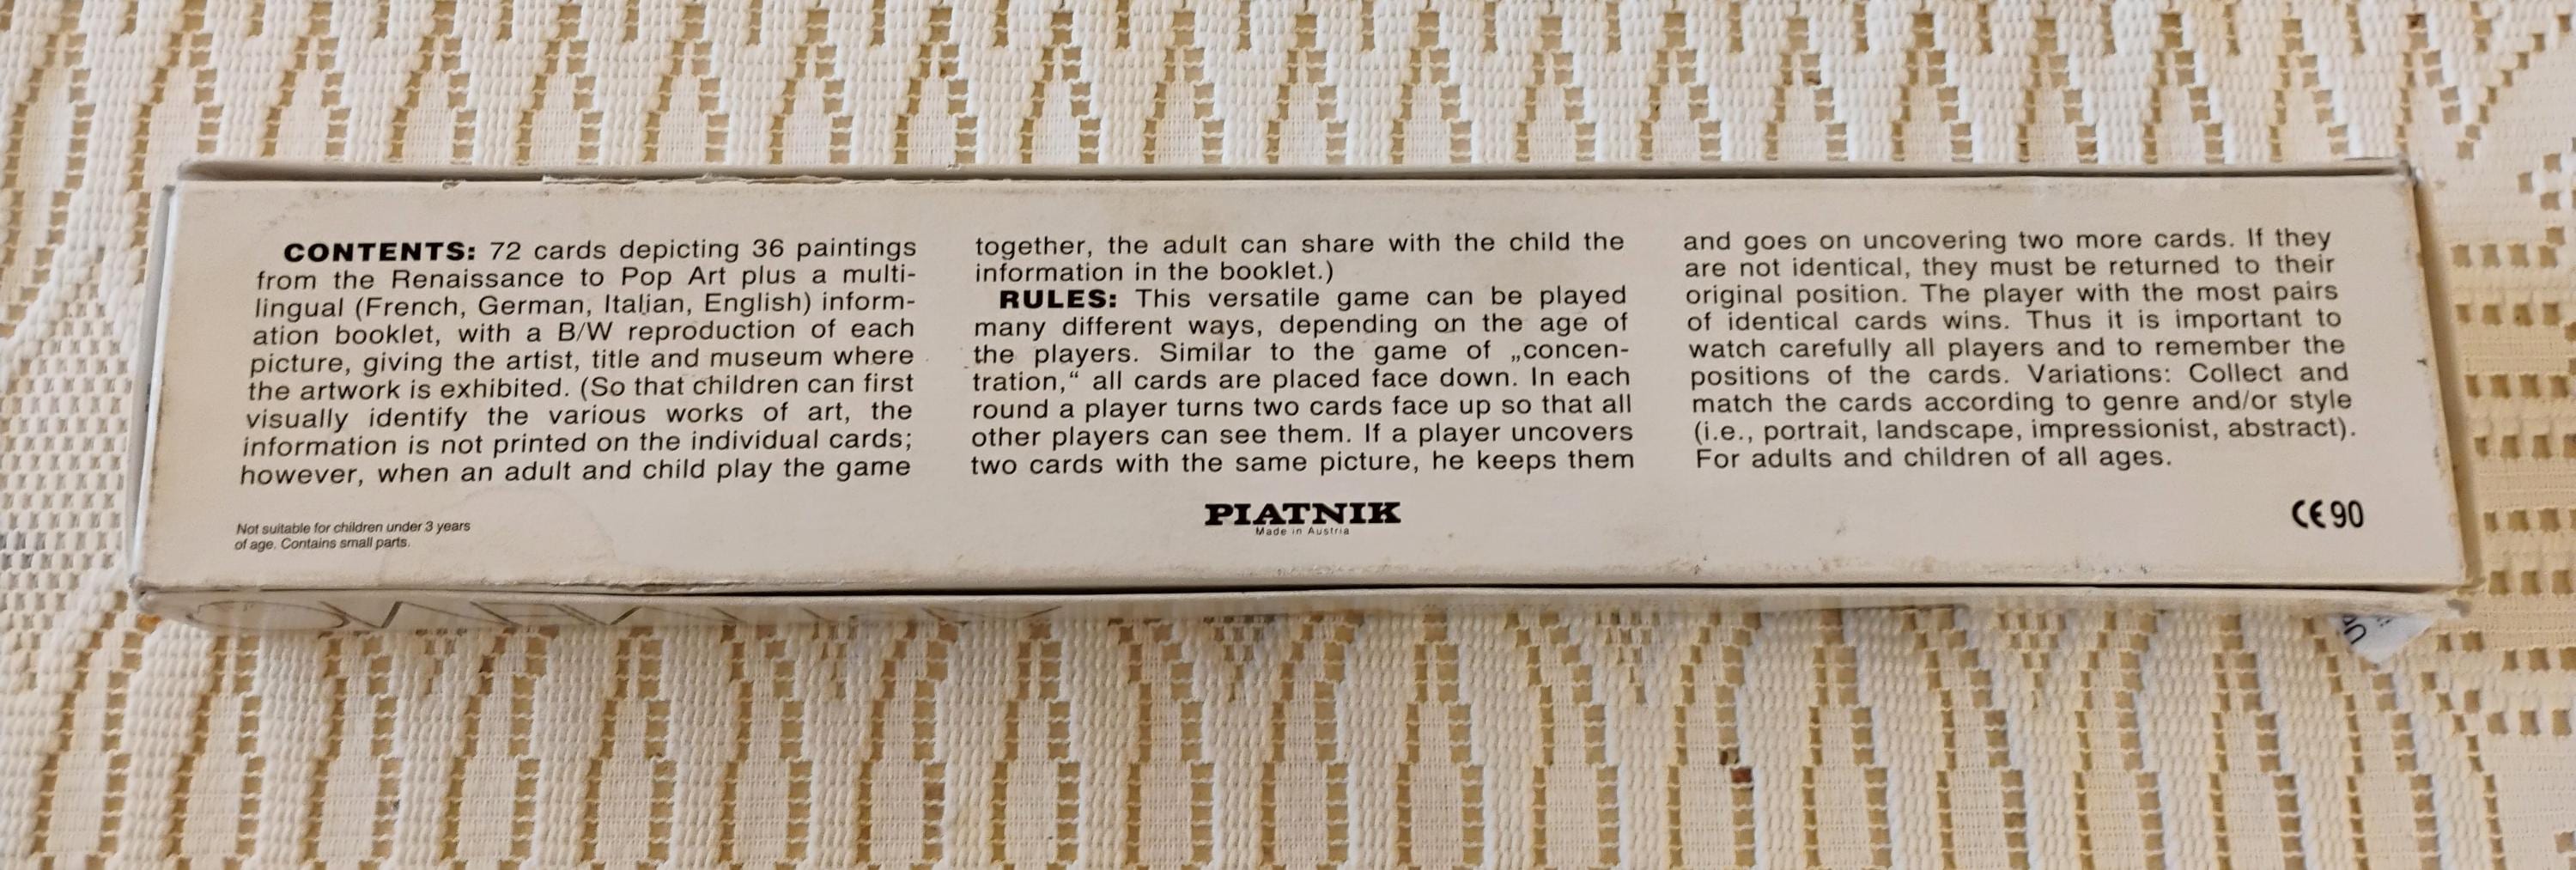 CONTENTS: 72 cards depicting 36 paintings
from the Renaissance to Pop Art plus a multi-
lingual (French, German, Italian, English) inform-
ation booklet, with a B/W reproduction of each
picture, giving the artist, title and museum where
the artwork is exhibited. (So that children can first
visually identify the various works of art, the
information is not printed on the individual cards;
however, when an adult and child play the game
together, the adult can share with the child the
information in the booklet.)
RULES: This versatile game can be played
many different ways, depending on the age of
the players. Similar to the game of „concen-
tration,“ all cards are placed face down. In each
round a player turns two cards face up so that all
other players can see them. If a player uncovers
two cards with the same picture, he keeps them
and goes on uncovering two more cards. If they
are not identical, they must be returned to their
original position. The player with the most pairs
of identical cards wins. Thus it is important to
watch carefully all players and to remember the
positions of the cards. Variations: Collect and
match the cards according to genre and/or style
(i.e., portrait, landscape, impressionist, abstract).
For adults and children of all ages.
Not suitable for children under 3 years
of age. Contains small parts.
PIATNIK
Made in Austria
CE 90